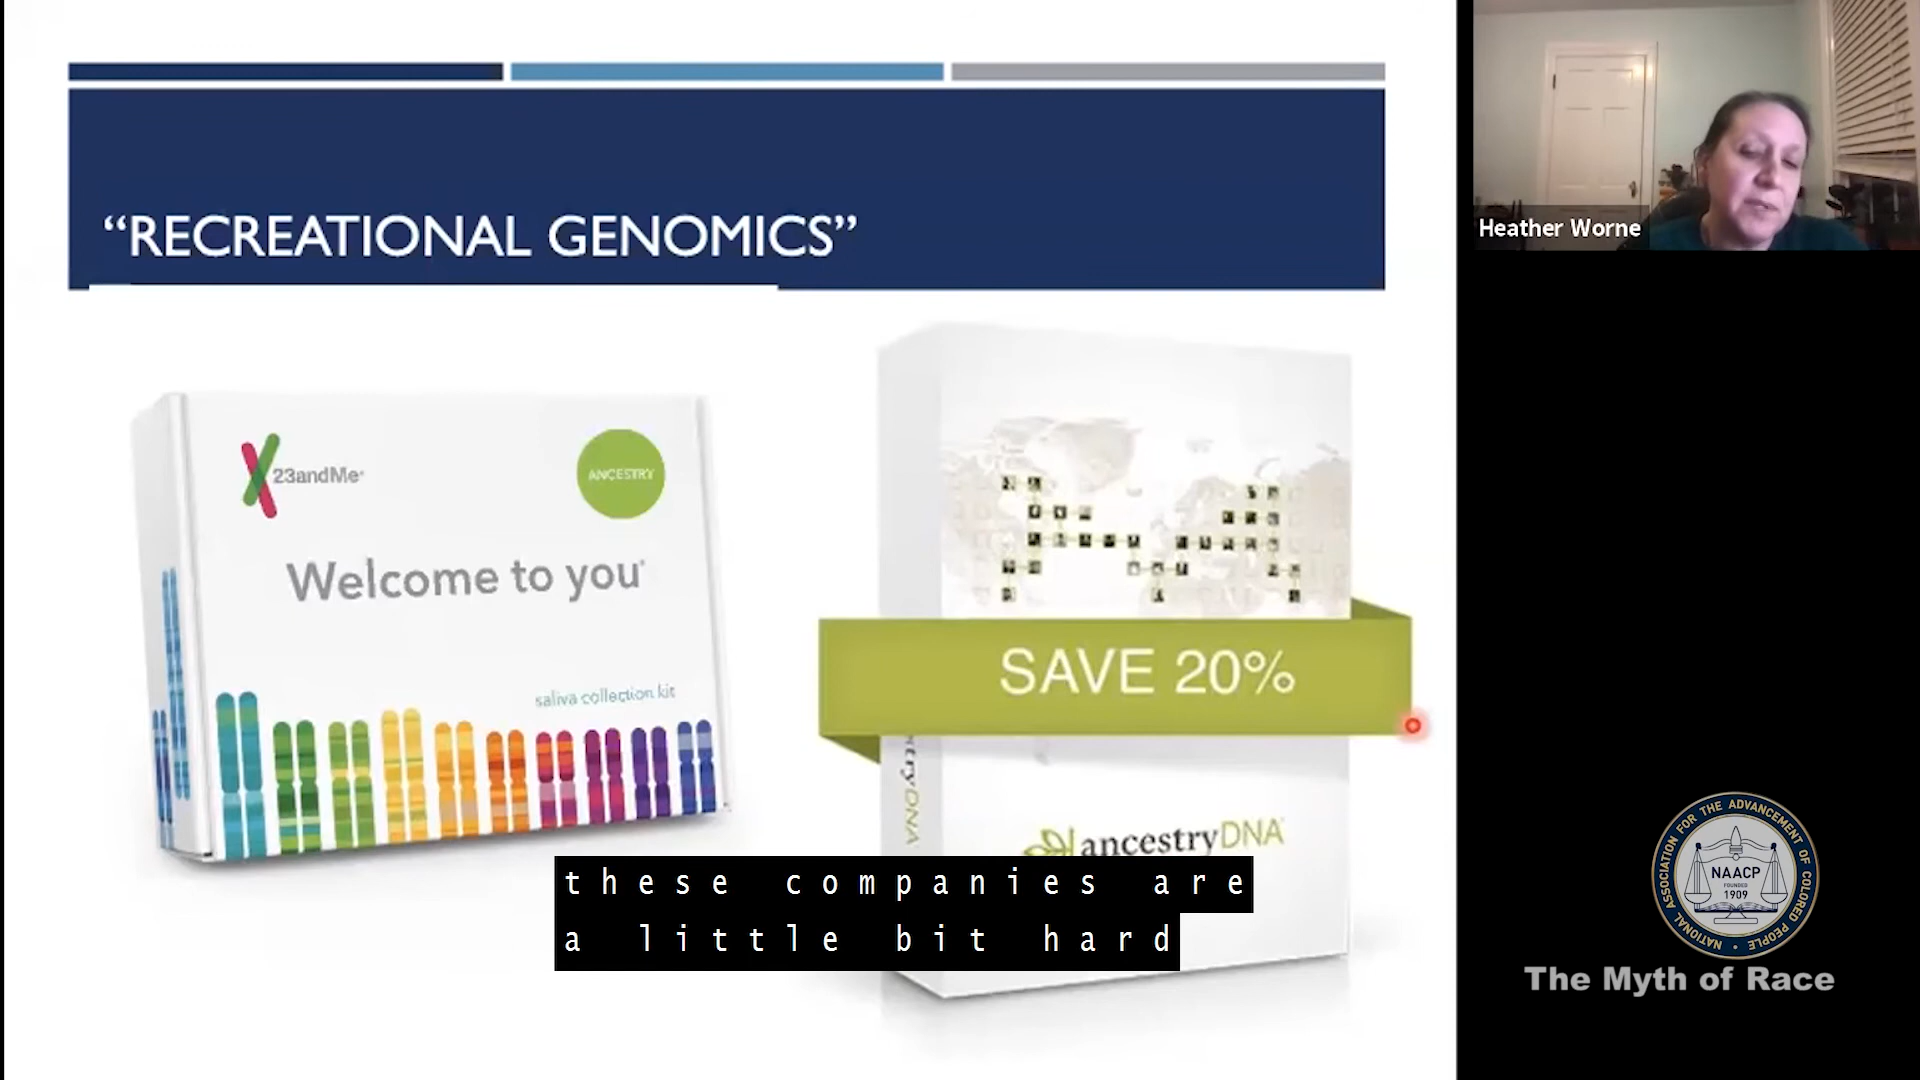 “RECREATIONAL GENOMICS”
23andMe
ANCESTRY
Welcome to you
saliva collection kit
SAVE 20%
ancestryDNA
etryDNA
these companies are
a little bit hard
Heather Worne
NATIONAL ASSOCIATION FOR THE ADVANCEMENT OF COLORED PEOPLE
NAACP
FOUNDED
1909
The Myth of Race